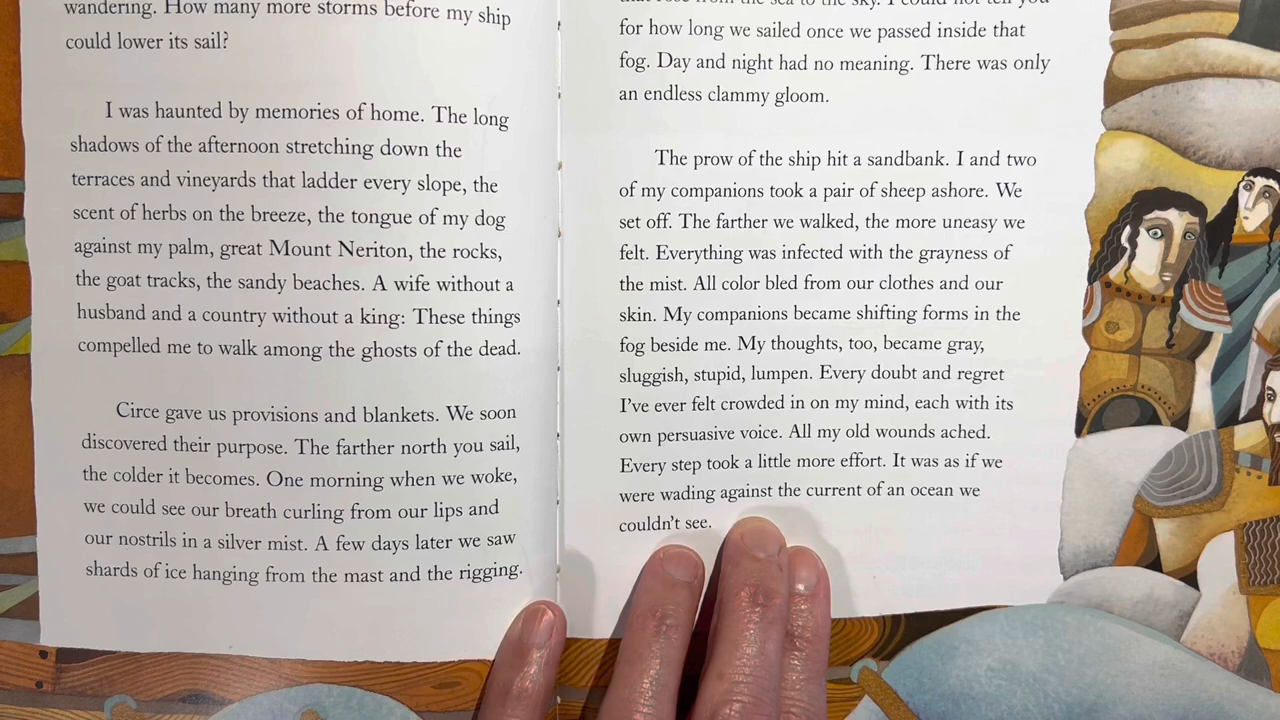 wandering. How many more storms before my ship
could lower its sail?
I was haunted by memories of home. The long
shadows of the afternoon stretching down the
terraces and vineyards that ladder every slope, the
scent of herbs on the breeze, the tongue of my dog
against my palm, great Mount Neriton, the rocks,
the goat tracks, the sandy beaches. A wife without a
husband and a country without a king: These things
compelled me to walk among the ghosts of the dead.
Circe gave us provisions and blankets. We soon
discovered their purpose. The farther north you sail,
the colder it becomes. One morning when we woke,
we could see our breath curling from our lips and
our nostrils in a silver mist. A few days later we saw
shards of ice hanging from the mast and the rigging.
that rose from the sea to the sky. I could not tell you
for how long we sailed once we passed inside that
fog. Day and night had no meaning. There was only
an endless clammy gloom.
The prow of the ship hit a sandbank. I and two
of my companions took a pair of sheep ashore. We
set off. The farther we walked, the more uneasy we
felt. Everything was infected with the grayness of
the mist. All color bled from our clothes and our
skin. My companions became shifting forms in the
fog beside me. My thoughts, too, became gray,
sluggish, stupid, lumpen. Every doubt and regret
I've ever felt crowded in on my mind, each with its
own persuasive voice. All my old wounds ached.
Every step took a little more effort. It was as if we
were wading against the current of an ocean we
couldn't see.